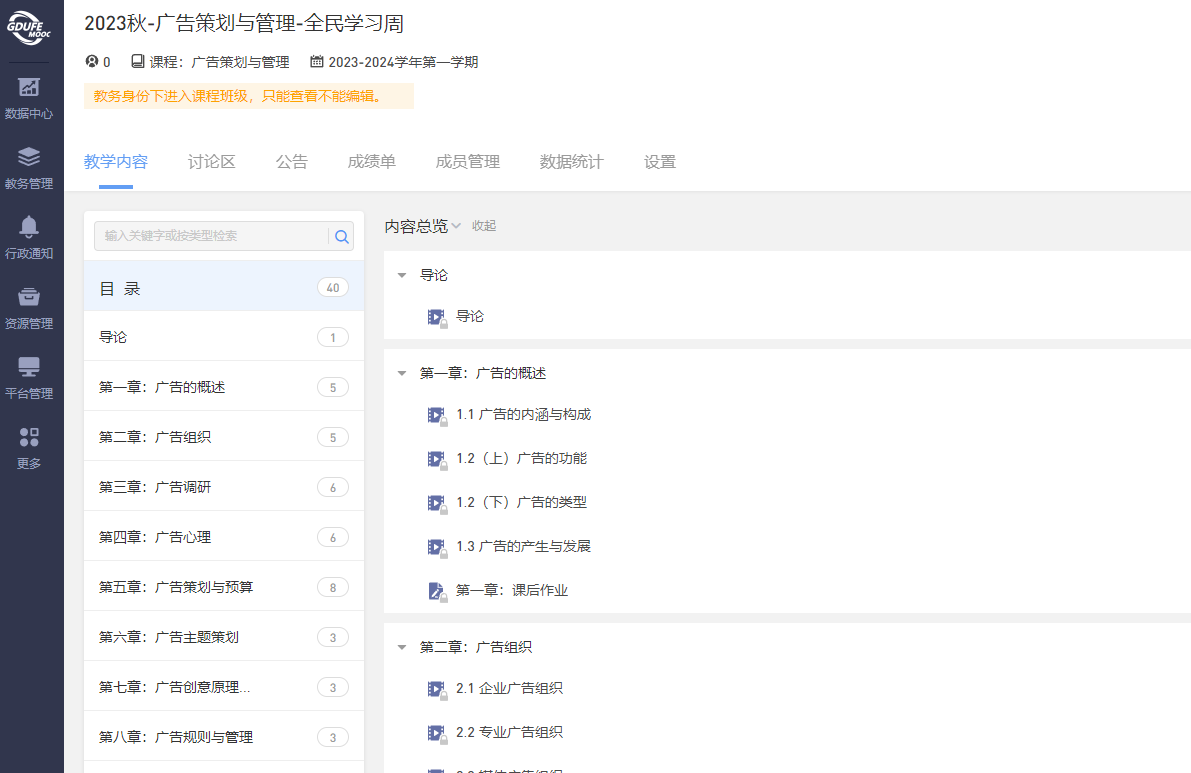 GDUFE
MOOC
数据中心
教务管理
行政通知
资源管理
平台管理
更多
2023秋-广告策划与管理-全民学习周
0 课程：广告策划与管理 2023-2024学年第一学期
教务身份下进入课程班级，只能查看不能编辑。
教学内容 讨论区 公告 成绩单 成员管理 数据统计 设置
输入关键字或按类型检索
目 录 40
导论 1
第一章：广告的概述 5
第二章：广告组织 5
第三章：广告调研 6
第四章：广告心理 6
第五章：广告策划与预算 8
第六章：广告主题策划 3
第七章：广告创意原理... 3
第八章：广告规则与管理 3
内容总览 收起
导论
导论
第一章：广告的概述
1.1 广告的内涵与构成
1.2（上）广告的功能
1.2（下）广告的类型
1.3 广告的产生与发展
第一章：课后作业
第二章：广告组织
2.1 企业广告组织
2.2 专业广告组织